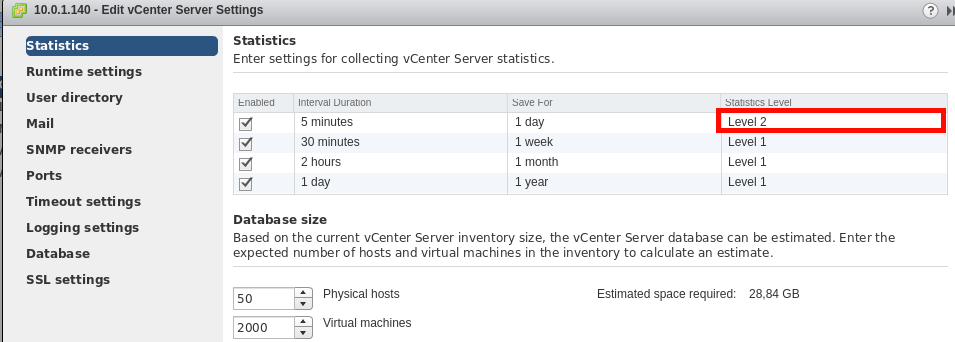 10.0.1.140 - Edit vCenter Server Settings
Statistics
Runtime settings
User directory
Mail
SNMP receivers
Ports
Timeout settings
Logging settings
Database
SSL settings
Statistics
Enter settings for collecting vCenter Server statistics.
Enabled Interval Duration Save For Statistics Level
5 minutes 1 day Level 2
30 minutes 1 week Level 1
2 hours 1 month Level 1
1 day 1 year Level 1
Database size
Based on the current vCenter Server inventory size, the vCenter Server database can be estimated. Enter the
expected number of hosts and virtual machines in the inventory to calculate an estimate.
50 Physical hosts Estimated space required: 28,84 GB
2000 Virtual machines